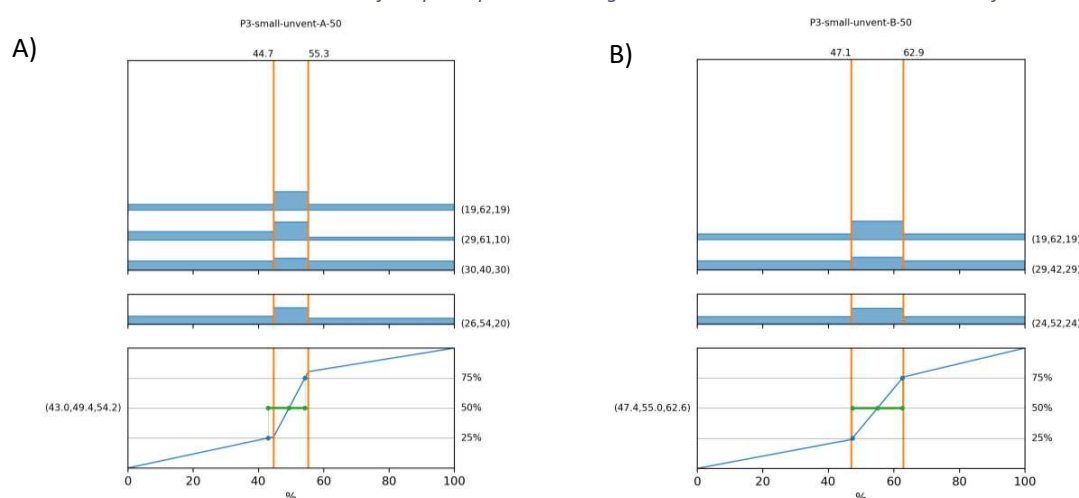 A)
P3-small-unvent-A-50
44.7 55.3
(19,62,19)
(29,61,10)
(30,40,30)
(26,54,20)
75%
(43.0,49.4,54.2) 50%
25%
0 20 40 60 80 100
%
B)
P3-small-unvent-B-50
47.1 62.9
(19,62,19)
(29,42,29)
(24,52,24)
75%
(47.4,55.0,62.6) 50%
25%
0 20 40 60 80 100
%